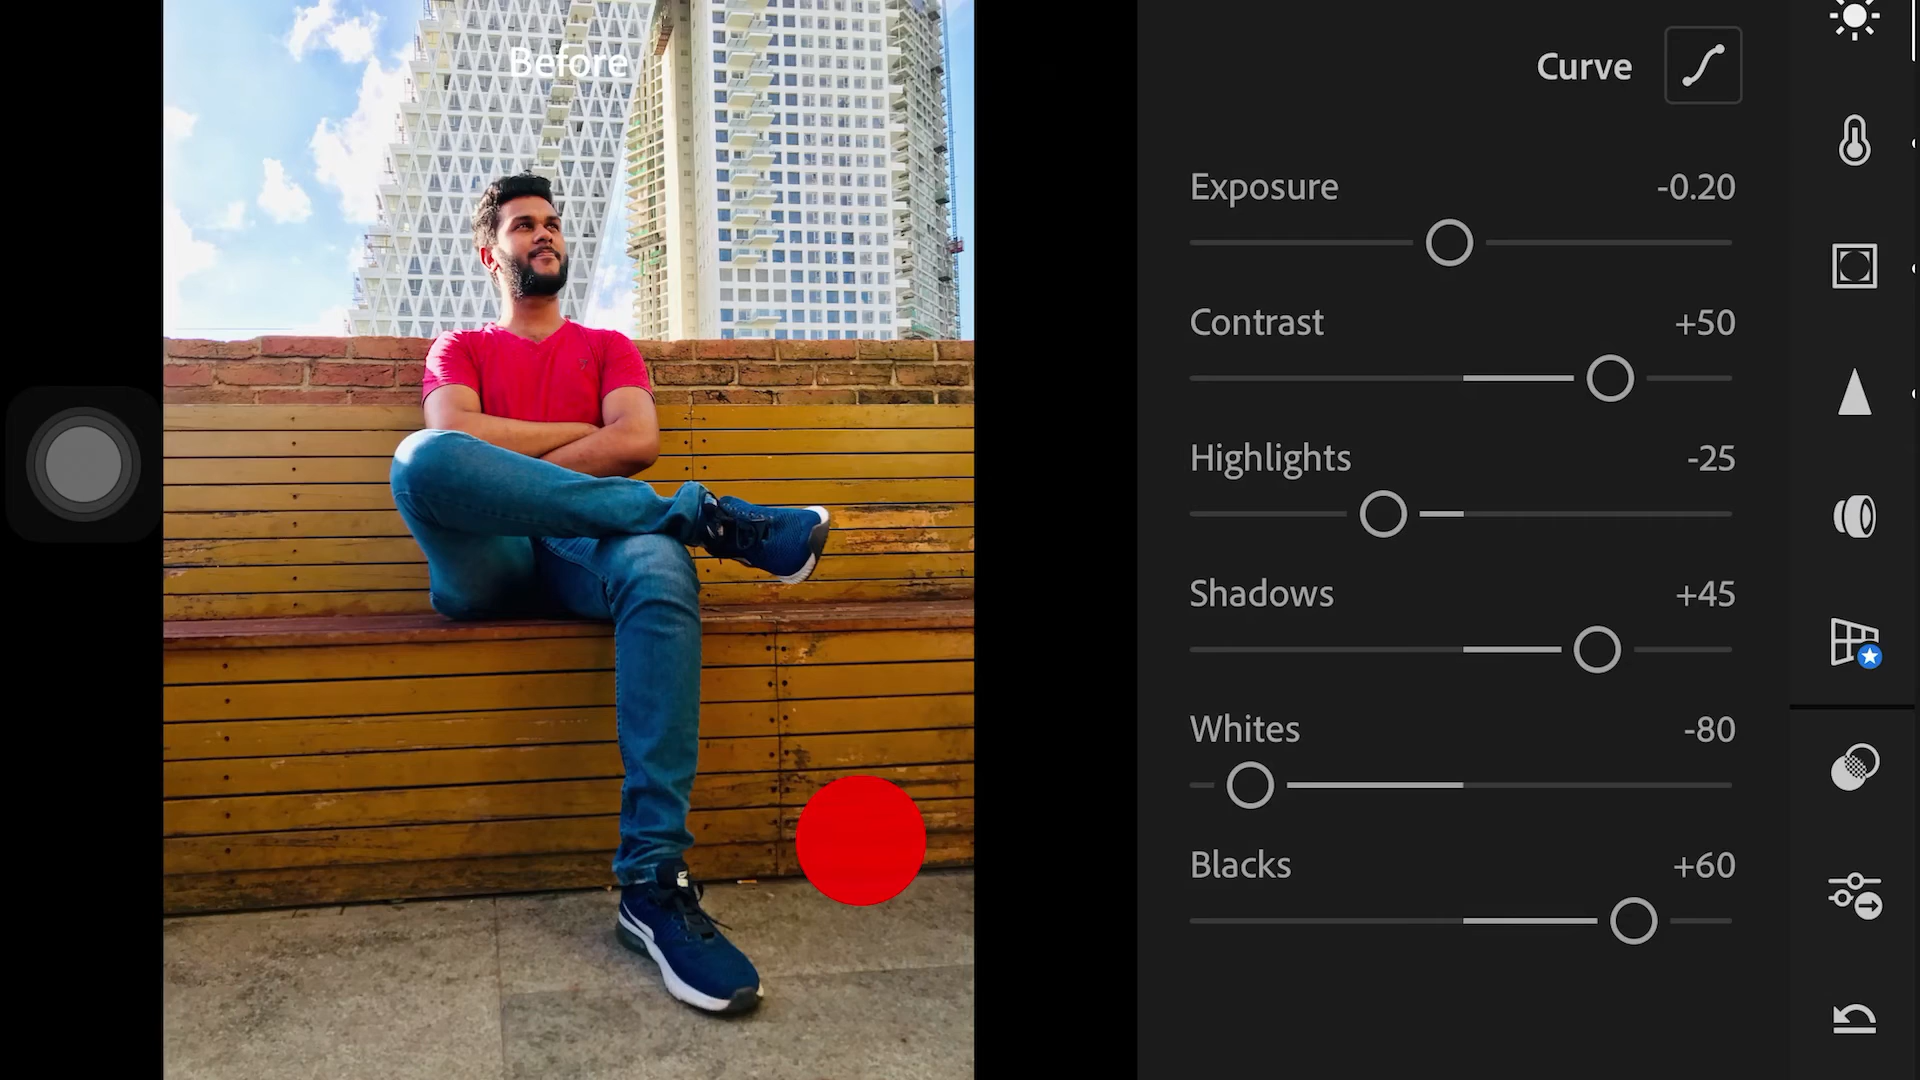 Before
Curve
Exposure -0.20
Contrast +50
Highlights -25
Shadows +45
Whites -80
Blacks +60